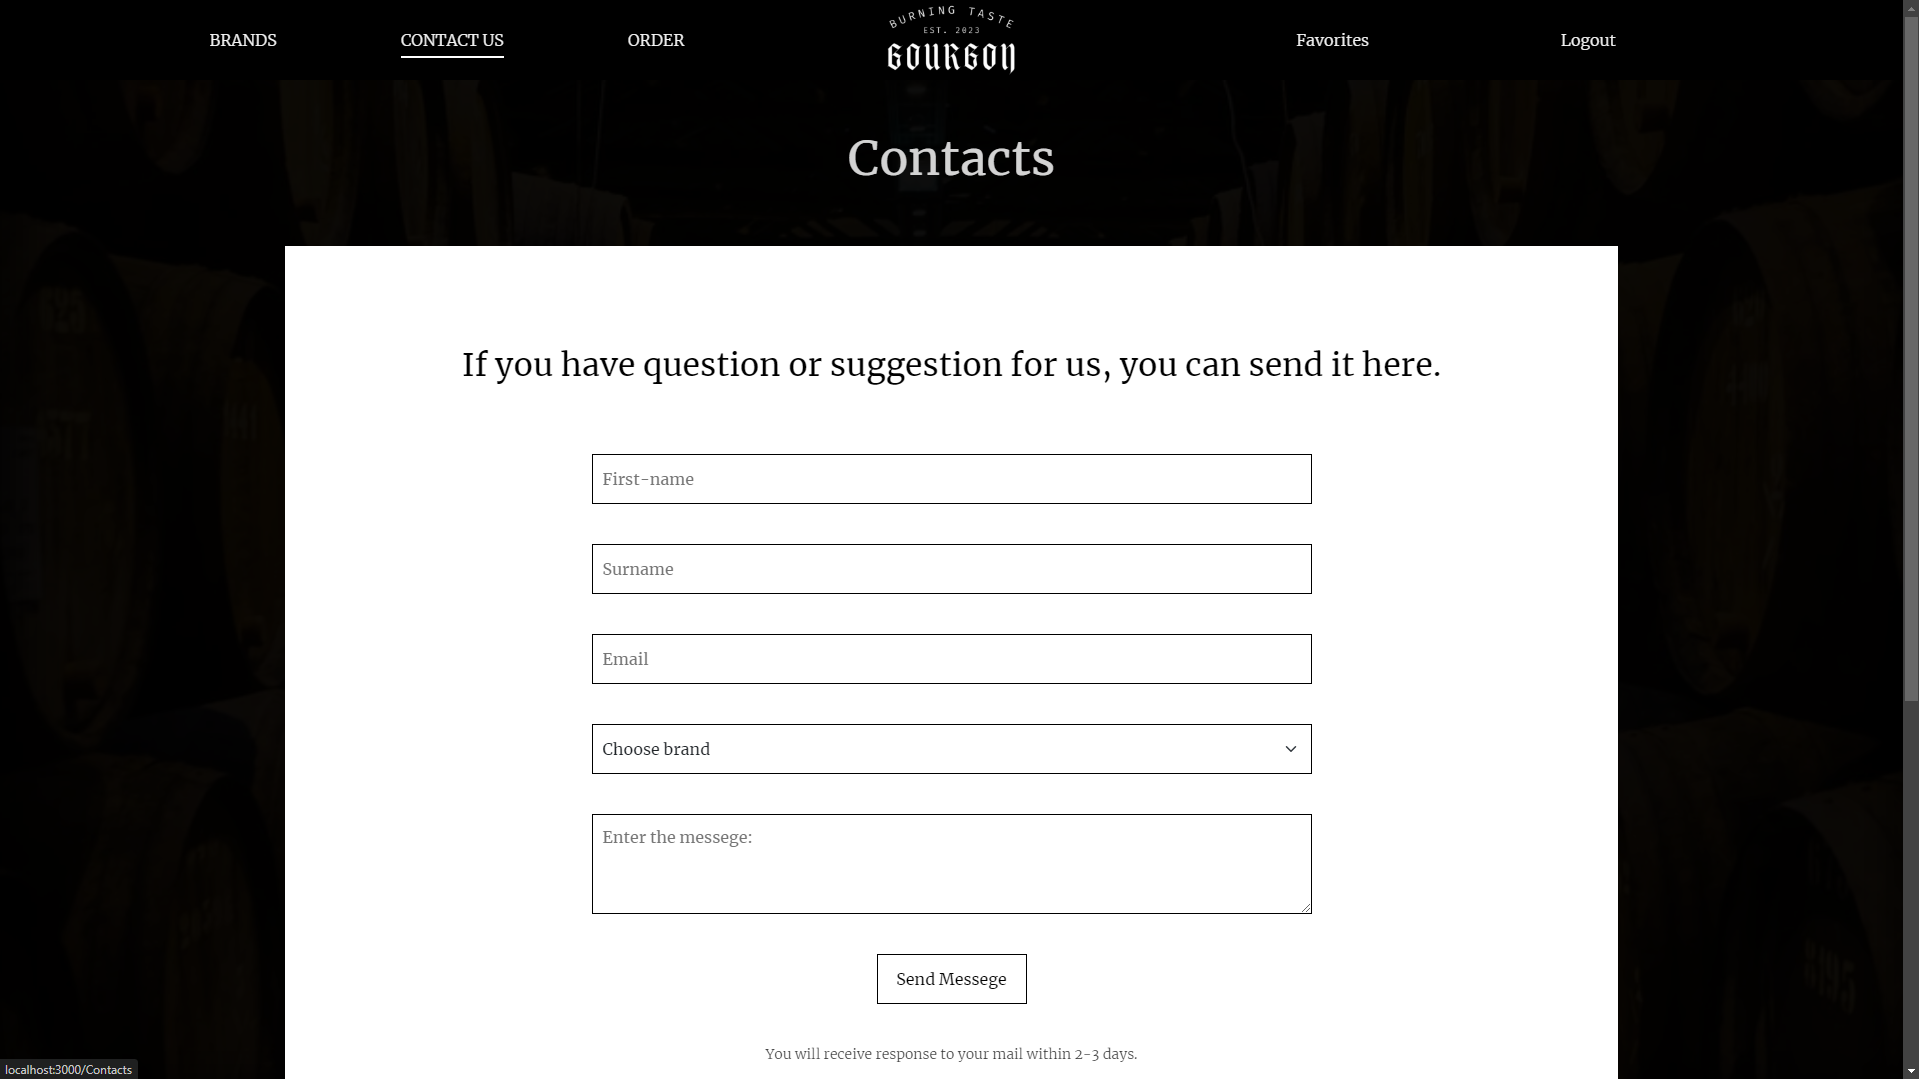 BRANDS
CONTACT US
ORDER
BURNING TASTE
EST. 2023
GOURGON
Favorites
Logout
Contacts
If you have question or suggestion for us, you can send it here.
First-name
Surname
Email
Choose brand
Enter the messege:
Send Messege
You will receive response to your mail within 2-3 days.
localhost:3000/Contacts